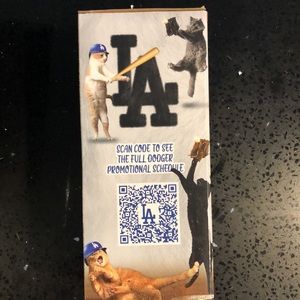 LA
SCAN CODE TO SEE
THE FULL DODGER
PROMOTIONAL SCHEDULE
LA